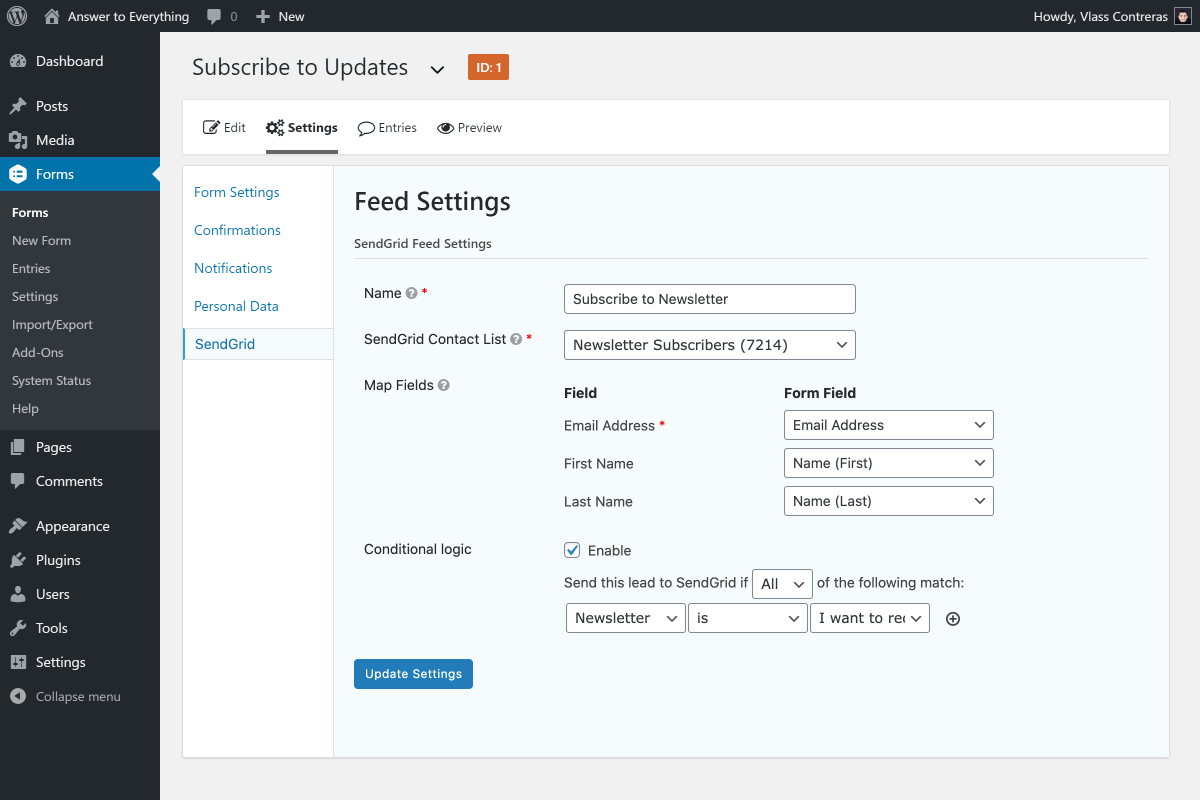 Answer to Everything 0 New Howdy, Vlass Contreras
Dashboard
Posts
Media
Forms
Forms
New Form
Entries
Settings
Import/Export
Add-Ons
System Status
Help
Pages
Comments
Appearance
Plugins
Users
Tools
Settings
Collapse menu
Subscribe to Updates ID: 1
Edit Settings Entries Preview
Form Settings
Confirmations
Notifications
Personal Data
SendGrid
Feed Settings
SendGrid Feed Settings
Name ? * Subscribe to Newsletter
SendGrid Contact List ? * Newsletter Subscribers (7214)
Map Fields ?
Field Form Field
Email Address * Email Address
First Name Name (First)
Last Name Name (Last)
Conditional logic Enable
Send this lead to SendGrid if All of the following match:
Newsletter is I want to re
Update Settings